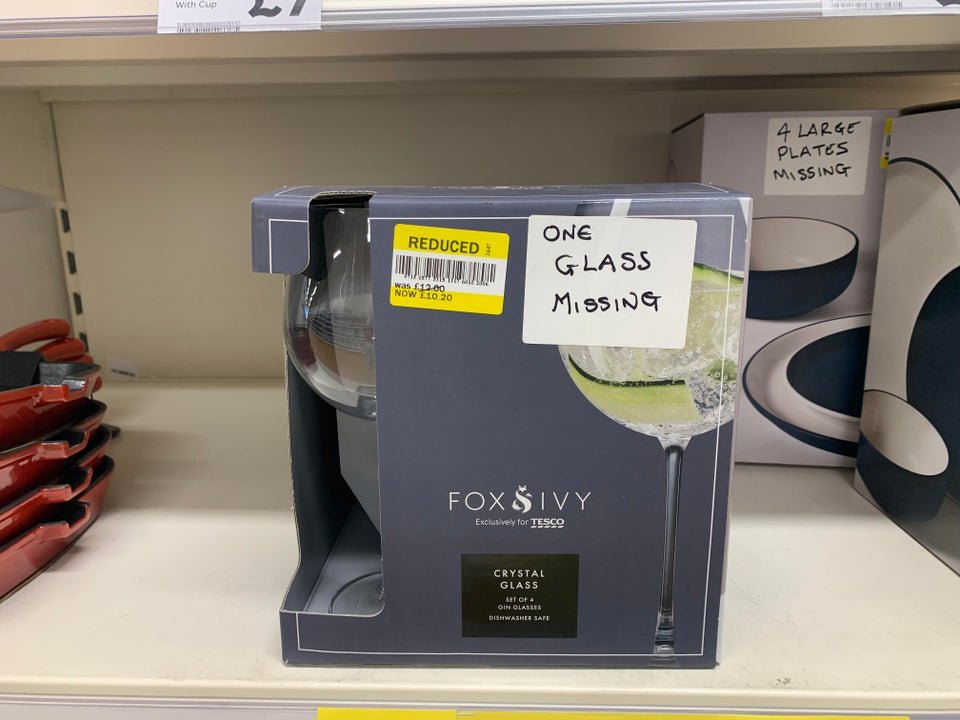 With Cup
£7
4 LARGE
PLATES
MISSING
REDUCED
was £12.00
NOW £10.20
ONE
GLASS
MISSING
FOX & IVY
Exclusively for TESCO
CRYSTAL
GLASS
SET OF 4
GIN GLASSES
DISHWASHER SAFE